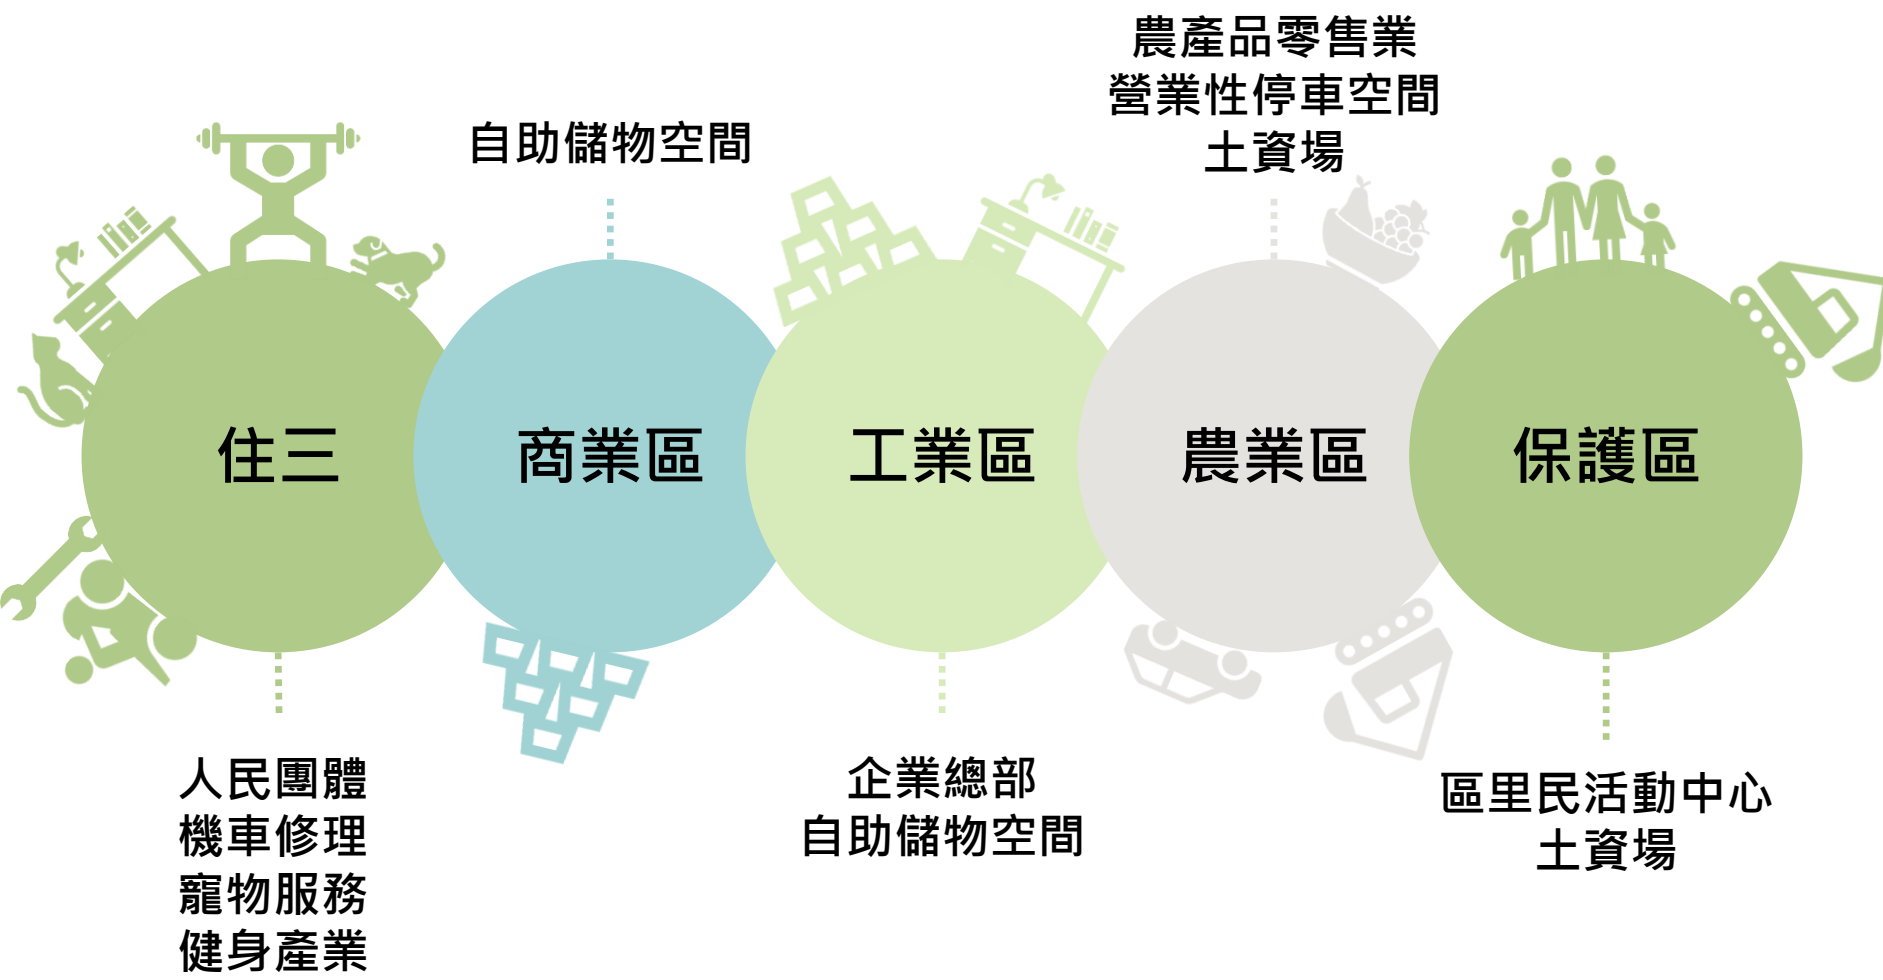 住三
人民團體
機車修理
寵物服務
健身產業
自助儲物空間
商業區
工業區
企業總部
自助儲物空間
農產品零售業
營業性停車空間
土資場
農業區
保護區
區里民活動中心
土資場